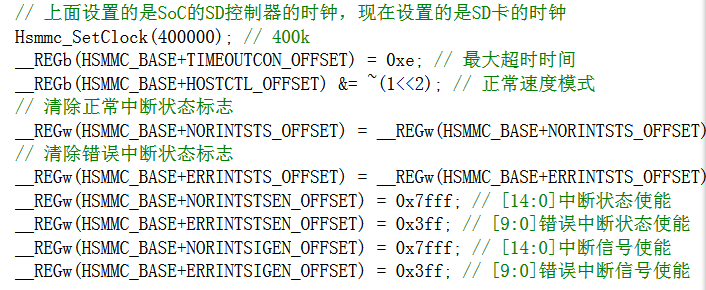 // 上面设置的是SoC的SD控制器的时钟，现在设置的是SD卡的时钟
Hsmmc_SetClock(400000); // 400k
__REGb(HSMMC_BASE+TIMEOUTCON_OFFSET) = 0xe; // 最大超时时间
__REGb(HSMMC_BASE+HOSTCTL_OFFSET) &= ~(1<<2); // 正常速度模式
// 清除正常中断状态标志
__REGw(HSMMC_BASE+NORINTSTS_OFFSET) = __REGw(HSMMC_BASE+NORINTSTS_OFFSET)
// 清除错误中断状态标志
__REGw(HSMMC_BASE+ERRINTSTS_OFFSET) = __REGw(HSMMC_BASE+ERRINTSTS_OFFSET)
__REGw(HSMMC_BASE+NORINTSTSEN_OFFSET) = 0x7fff; // [14:0]中断状态使能
__REGw(HSMMC_BASE+ERRINTSTSEN_OFFSET) = 0x3ff; // [9:0]错误中断状态使能
__REGw(HSMMC_BASE+NORINTSIGEN_OFFSET) = 0x7fff; // [14:0]中断信号使能
__REGw(HSMMC_BASE+ERRINTSIGEN_OFFSET) = 0x3ff; // [9:0]错误中断信号使能